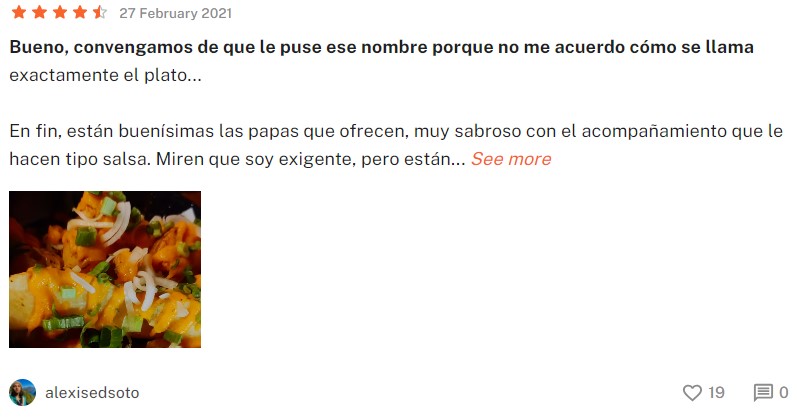 27 February 2021
Bueno, convengamos de que le puse ese nombre porque no me acuerdo cómo se llama
exactamente el plato...
En fin, están buenísimas las papas que ofrecen, muy sabroso con el acompañamiento que le
hacen tipo salsa. Miren que soy exigente, pero están... See more
alexisedsoto
19
0